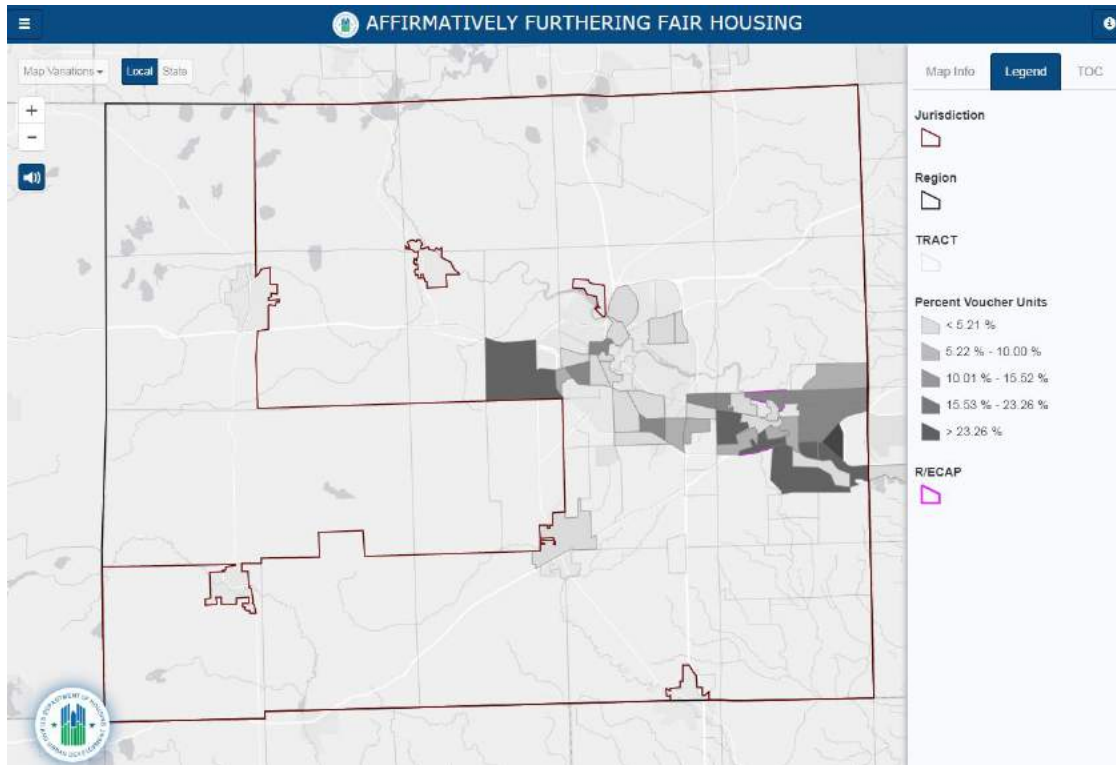 AFFIRMATIVELY FURTHERING FAIR HOUSING
Map Variations
Local State
+
−
Map Info Legend TOC
Jurisdiction
Region
TRACT
Percent Voucher Units
< 5.21 %
5.22 % - 10.00 %
10.01 % - 15.52 %
15.53 % - 23.26 %
> 23.26 %
R/ECAP